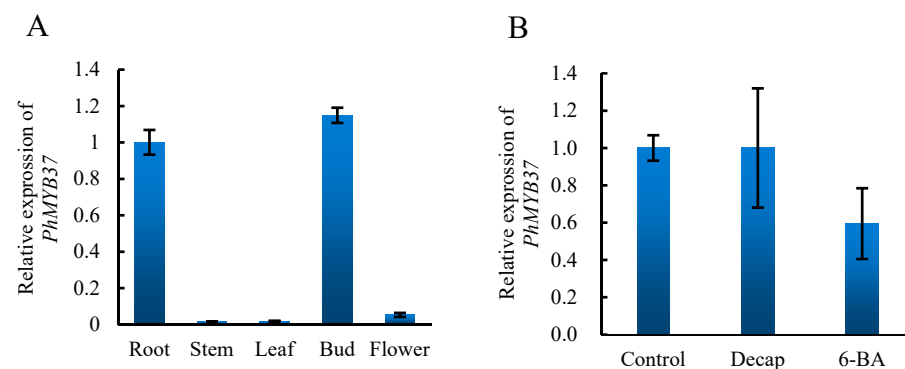 A
Relative exprossion of
PhMYB37
1.4
1.2
1
0.8
0.6
0.4
0.2
0
Root Stem Leaf Bud Flower
B
Relative expression of
PhMYB37
1.4
1.2
1.0
0.8
0.6
0.4
0.2
0.0
Control Decap 6-BA